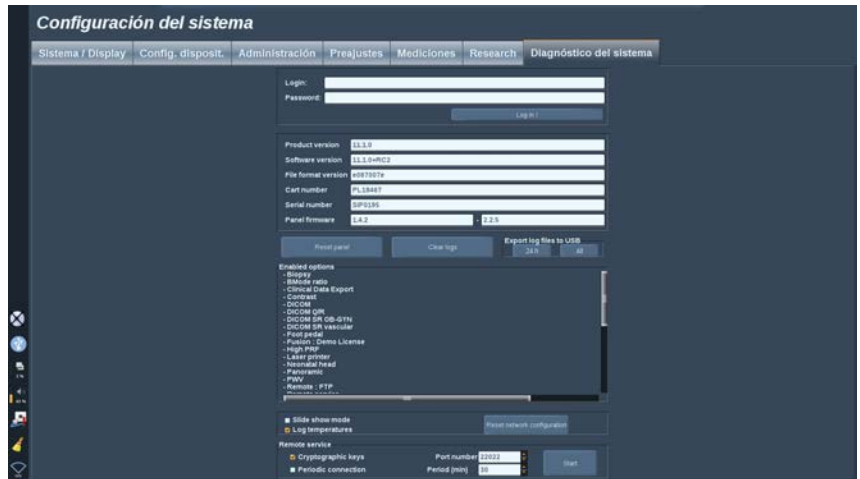 Configuración del sistema
Sistema / Display Config. disposit. Administración Preajustes Mediciones Research Diagnóstico del sistema
Login:
Password:
Log in !
Product version 11.1.0
Software version 11.1.0+RC2
File format version e087007e
Cart number PL18467
Serial number SIP0195
Panel firmware 1.4.2 - 2.2.5
Export log files to USB
Reset panel Clear logs 24 h All
Enabled options
- Biopsy
- BMode ratio
- Clinical Data Export
- Contrast
- DICOM
- DICOM Q/R
- DICOM SR OB-GYN
- DICOM SR vascular
- Foot pedal
- Fusion : Demo License
- High PRF
- Laser printer
- Neonatal head
- Panoramic
- PWV
- Remote : FTP
Slide show mode
Log temperatures
Reset network configuration
Remote service
Cryptographic keys Port number 22022
Periodic connection Period (min) 30
Start